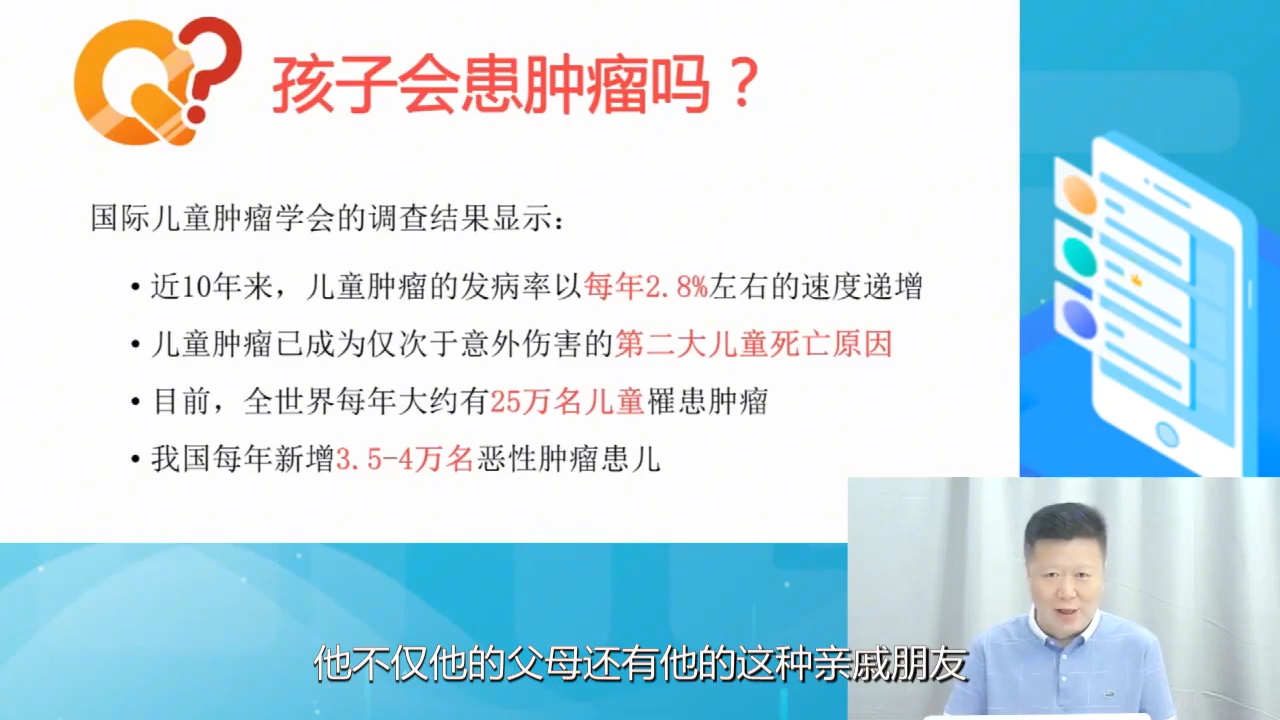 孩子会患肿瘤吗？
国际儿童肿瘤学会的调查结果显示：
•近10年来，儿童肿瘤的发病率以每年2.8%左右的速度递增
•儿童肿瘤已成为仅次于意外伤害的第二大儿童死亡原因
•目前，全世界每年大约有25万名儿童罹患肿瘤
•我国每年新增3.5-4万名恶性肿瘤患儿
他不仅他的父母还有他的这种亲戚朋友